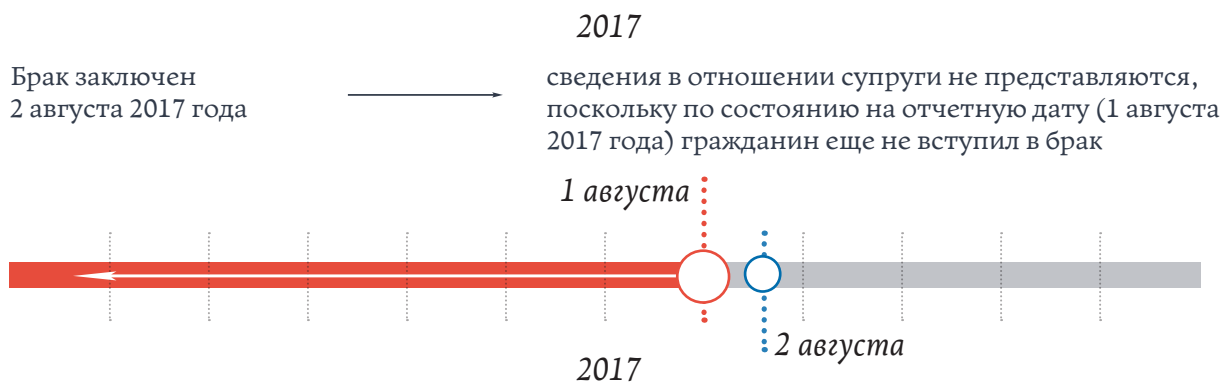 2017
Брак заключен
2 августа 2017 года
сведения в отношении супруги не представляются,
поскольку по состоянию на отчетную дату (1 августа
2017 года) гражданин еще не вступил в брак
1 августа
2 августа
2017